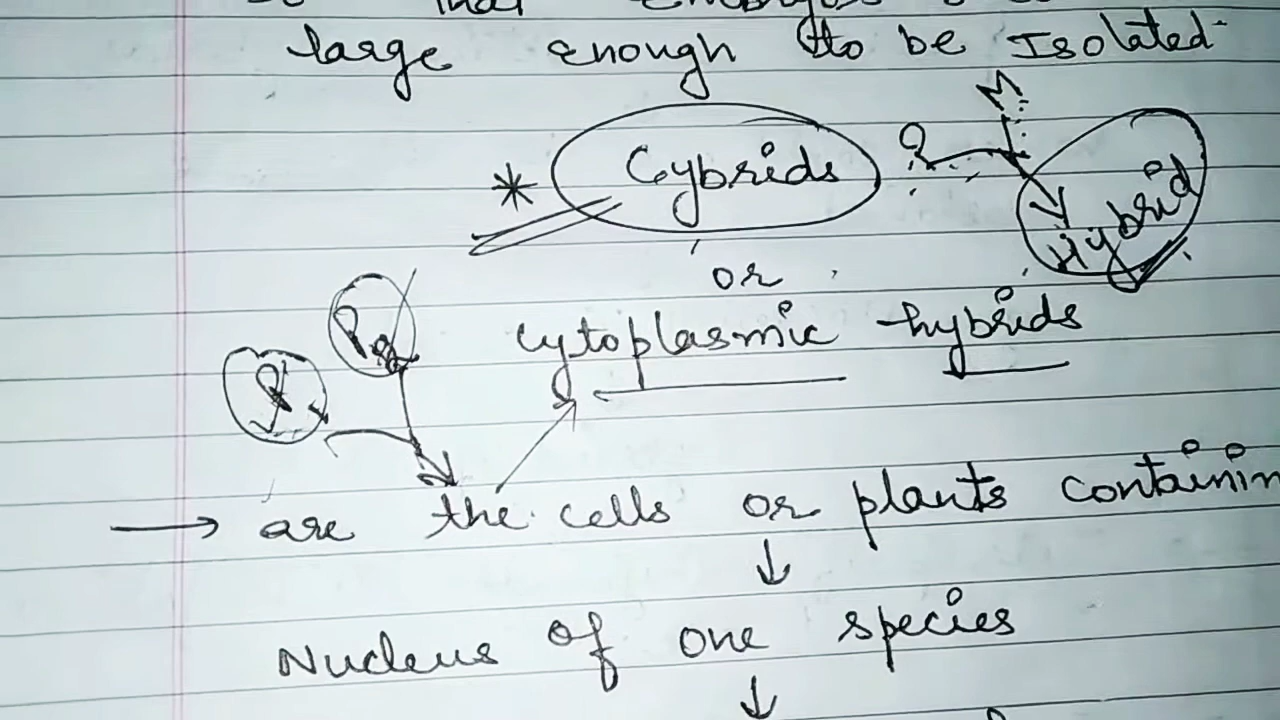 large enough to be Isolated
* Cybrids
Hybrid
or
cytoplasmic hybrids
→ are the cells or plants containin
↓
Nucleus of one species
↓